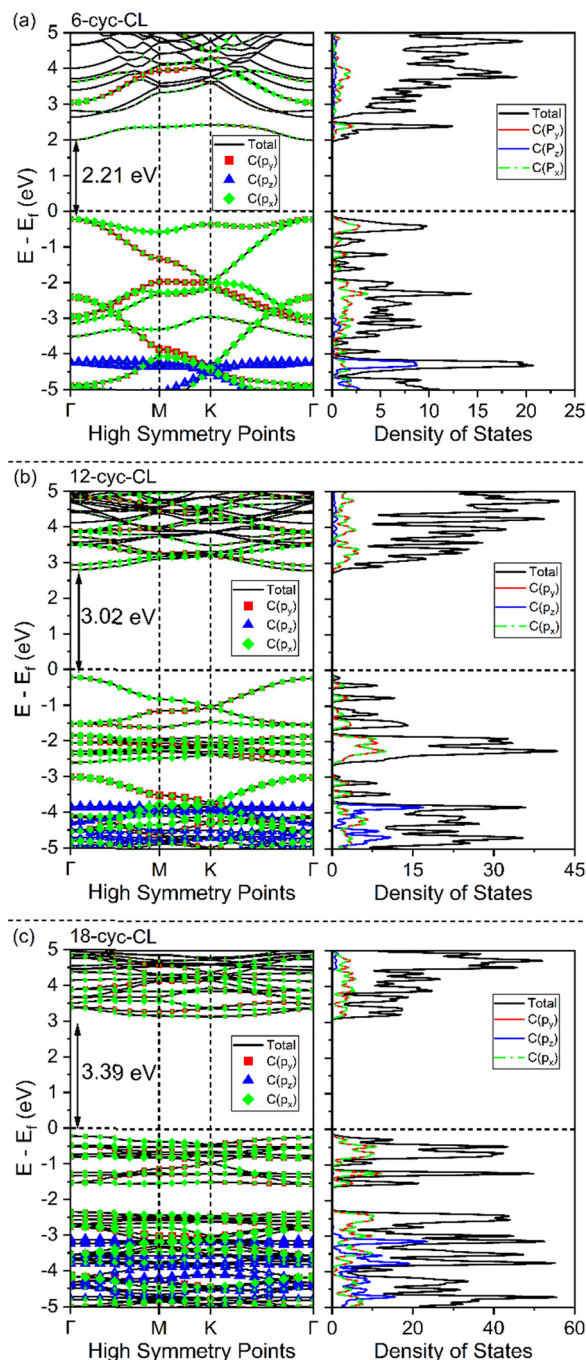 (a) 6-cyc-CL
5
4
3
2
1
0
-1
-2
-3
-4
-5
E - E_f (eV)
2.21 eV
Total
C(p_y)
C(p_z)
C(p_x)
Γ M K Γ
High Symmetry Points
Total
C(p_y)
C(p_z)
C(P_x)
0 5 10 15 20 25
Density of States
(b) 12-cyc-CL
5
4
3
2
1
0
-1
-2
-3
-4
-5
E - E_f (eV)
3.02 eV
Total
C(p_y)
C(p_z)
C(p_x)
Γ M K Γ
High Symmetry Points
Total
C(p_y)
C(p_z)
C(p_x)
0 15 30 45
Density of States
(c) 18-cyc-CL
5
4
3
2
1
0
-1
-2
-3
-4
-5
E - E_f (eV)
3.39 eV
Total
C(p_y)
C(p_z)
C(p_x)
Γ M K Γ
High Symmetry Points
Total
C(p_y)
C(p_z)
C(p_x)
0 10 20 30 40 50 60
Density of States